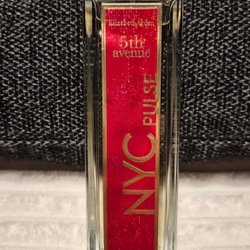 Elizabeth Arden
5th
avenue
NYC
PULSE